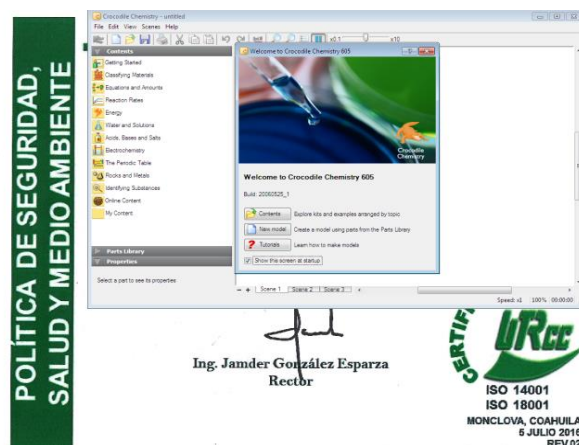 POLÍTICA DE SEGURIDAD,
SALUD Y MEDIO AMBIENTE
Crocodile Chemistry - untitled
File Edit View Scenes Help
x0.1 x10
Contents
Getting Started
Classifying Materials
Equations and Amounts
Reaction Rates
Energy
Water and Solutions
Acids, Bases and Salts
Electrochemistry
The Periodic Table
Rocks and Metals
Identifying Substances
Online Content
My Content
Parts Library
Properties
Select a part to see its properties
Welcome to Crocodile Chemistry 605
Crocodile
Chemistry
Welcome to Crocodile Chemistry 605
Build: 20060525_1
Contents Explore kits and examples arranged by topic
New model Create a model using parts from the Parts Library
Tutorials Learn how to make models
Show this screen at startup
Scene 1 Scene 2 Scene 3
Speed: x1 100% 00:00:00
Ing. Jamder González Esparza
Rector
CERTIFI
URCC
ISO 14001
ISO 18001
MONCLOVA, COAHUILA
5 JULIO 2016
REV.02